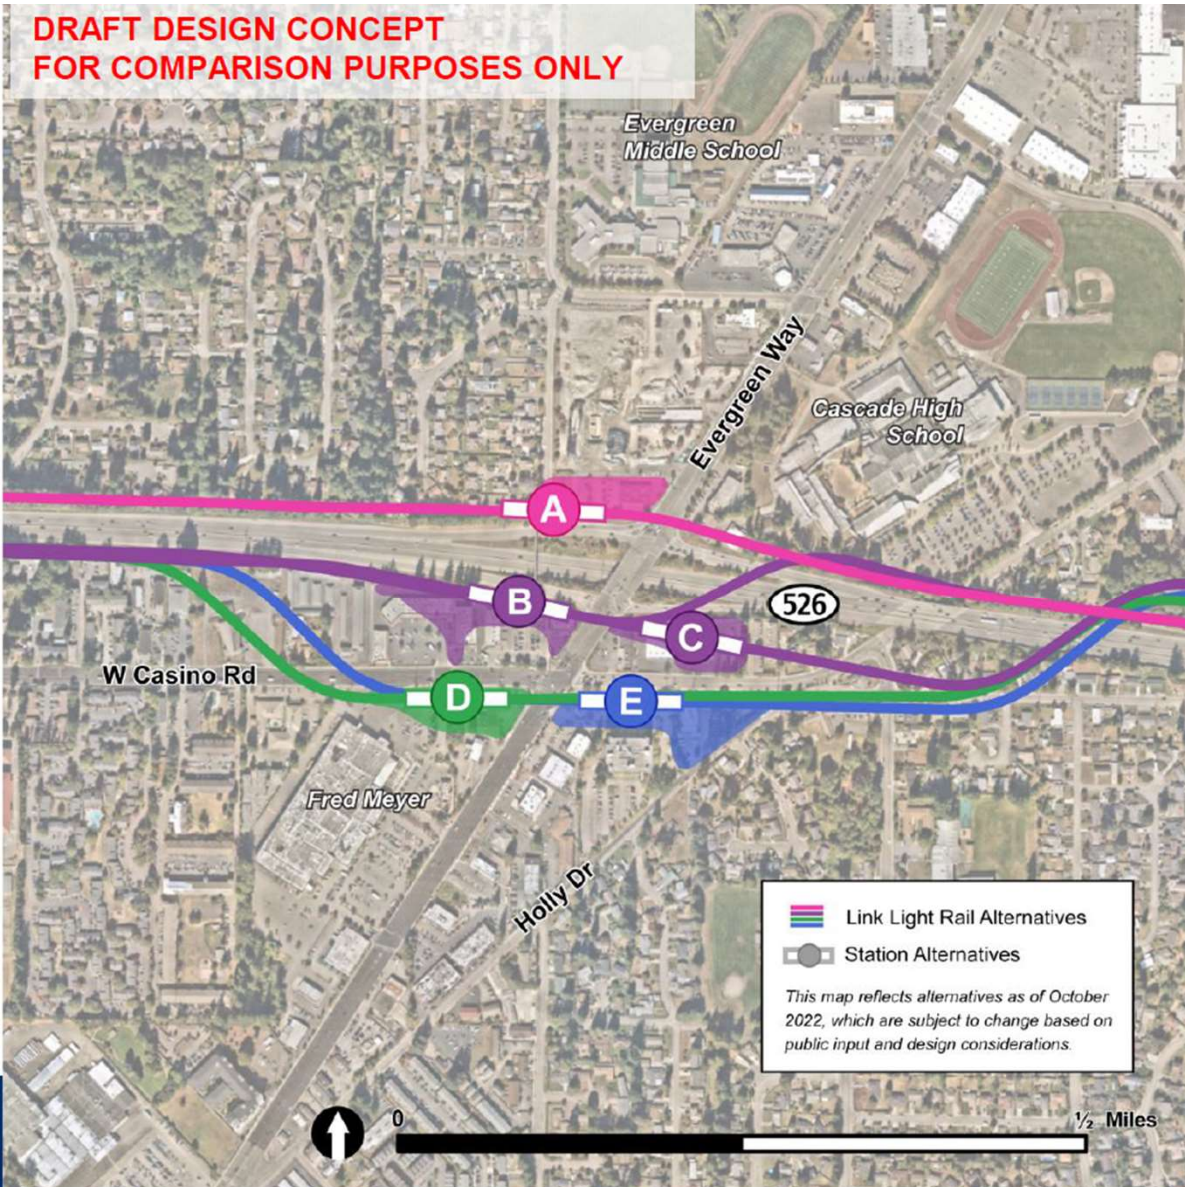 DRAFT DESIGN CONCEPT
FOR COMPARISON PURPOSES ONLY
Evergreen
Middle School
Evergreen Way
Cascade High
School
A
B
526
C
W Casino Rd
D
E
Fred Meyer
Holly Dr
Link Light Rail Alternatives
Station Alternatives
This map reflects alternatives as of October
2022, which are subject to change based on
public input and design considerations.
0
½ Miles